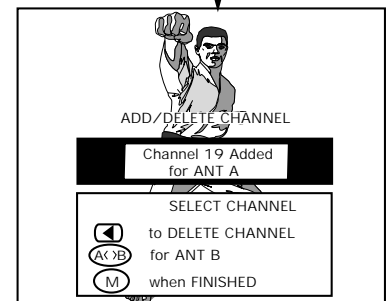 ADD/DELETE CHANNEL
Channel 19 Added
for ANT A
SELECT CHANNEL
◀ to DELETE CHANNEL
A<>B for ANT B
M when FINISHED